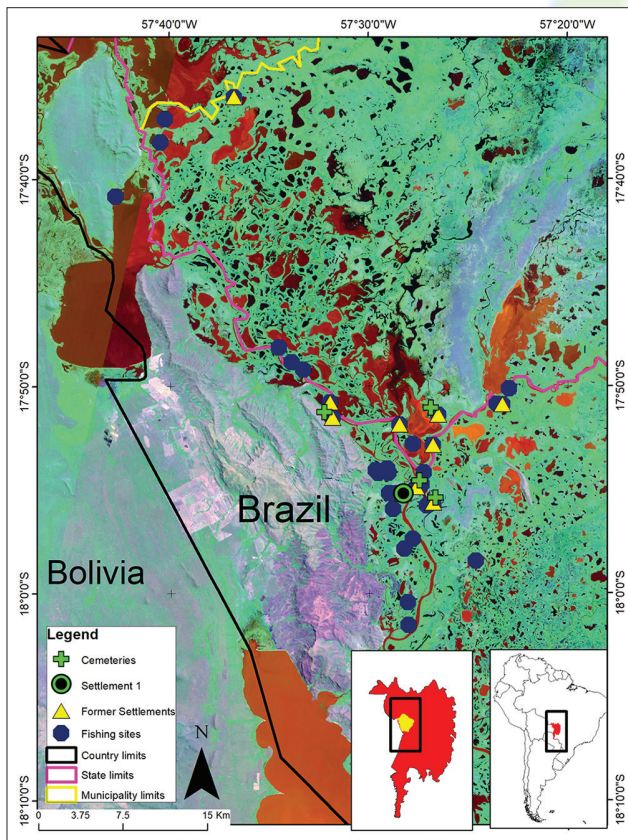 57°40'0"W 57°30'0"W 57°20'0"W
17°40'0"S 17°40'0"S
Text
17°50'0"S 17°50'0"S
Brazil
Bolivia
18°0'0"S 18°0'0"S
Legend
Cemeteries
Settlement 1
Former Settlements
Fishing sites
Country limits
State limits
Municipality limits
N
0 3.75 7.5 15 Km
18°10'0"S 18°10'0"S